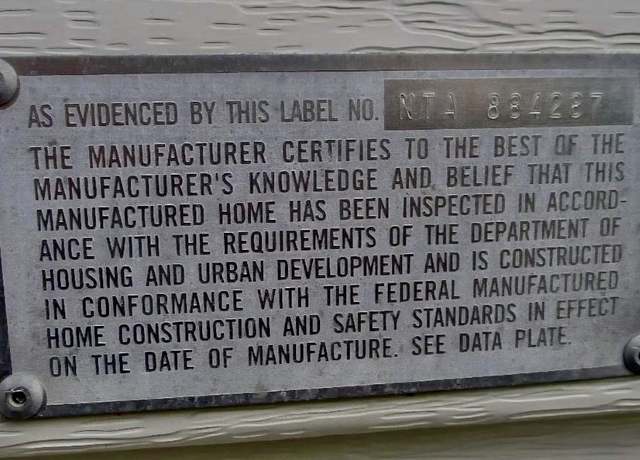 AS EVIDENCED BY THIS LABEL NO. NTA 884287
THE MANUFACTURER CERTIFIES TO THE BEST OF THE
MANUFACTURER'S KNOWLEDGE AND BELIEF THAT THIS
MANUFACTURED HOME HAS BEEN INSPECTED IN ACCORD-
ANCE WITH THE REQUIREMENTS OF THE DEPARTMENT OF
HOUSING AND URBAN DEVELOPMENT AND IS CONSTRUCTED
IN CONFORMANCE WITH THE FEDERAL MANUFACTURED
HOME CONSTRUCTION AND SAFETY STANDARDS IN EFFECT
ON THE DATE OF MANUFACTURE. SEE DATA PLATE.